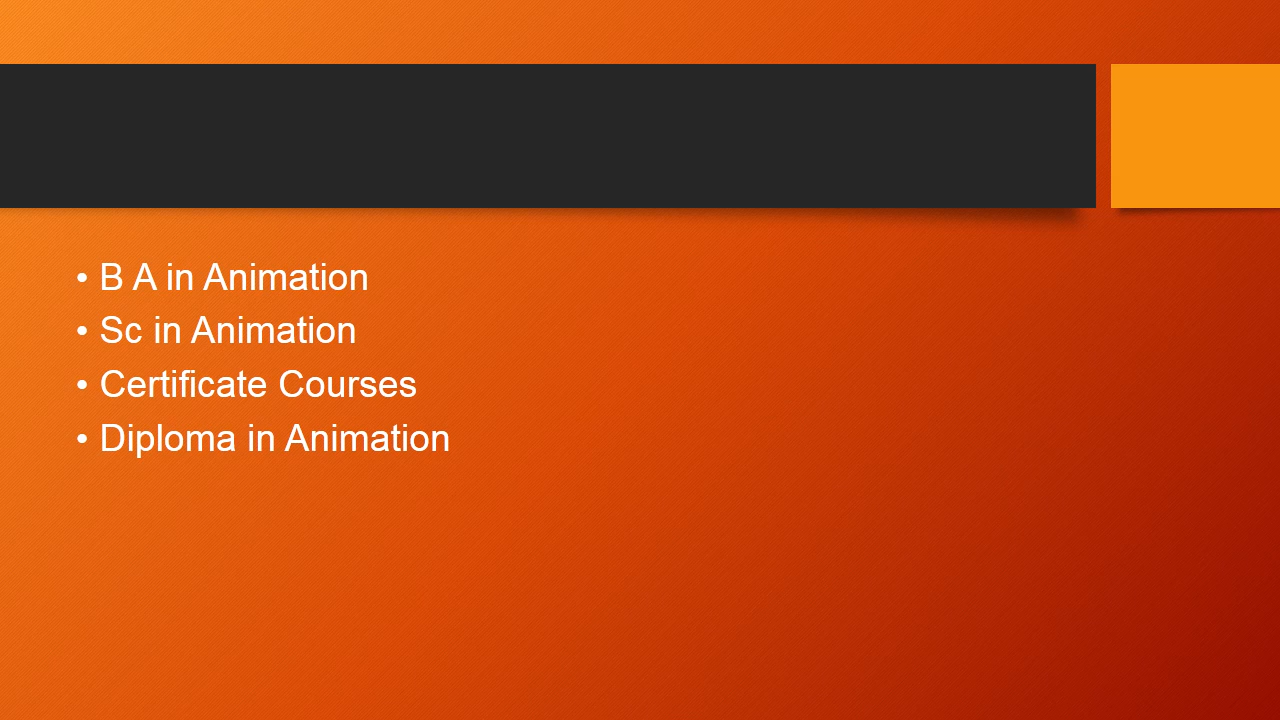 • B A in Animation
• Sc in Animation
• Certificate Courses
• Diploma in Animation